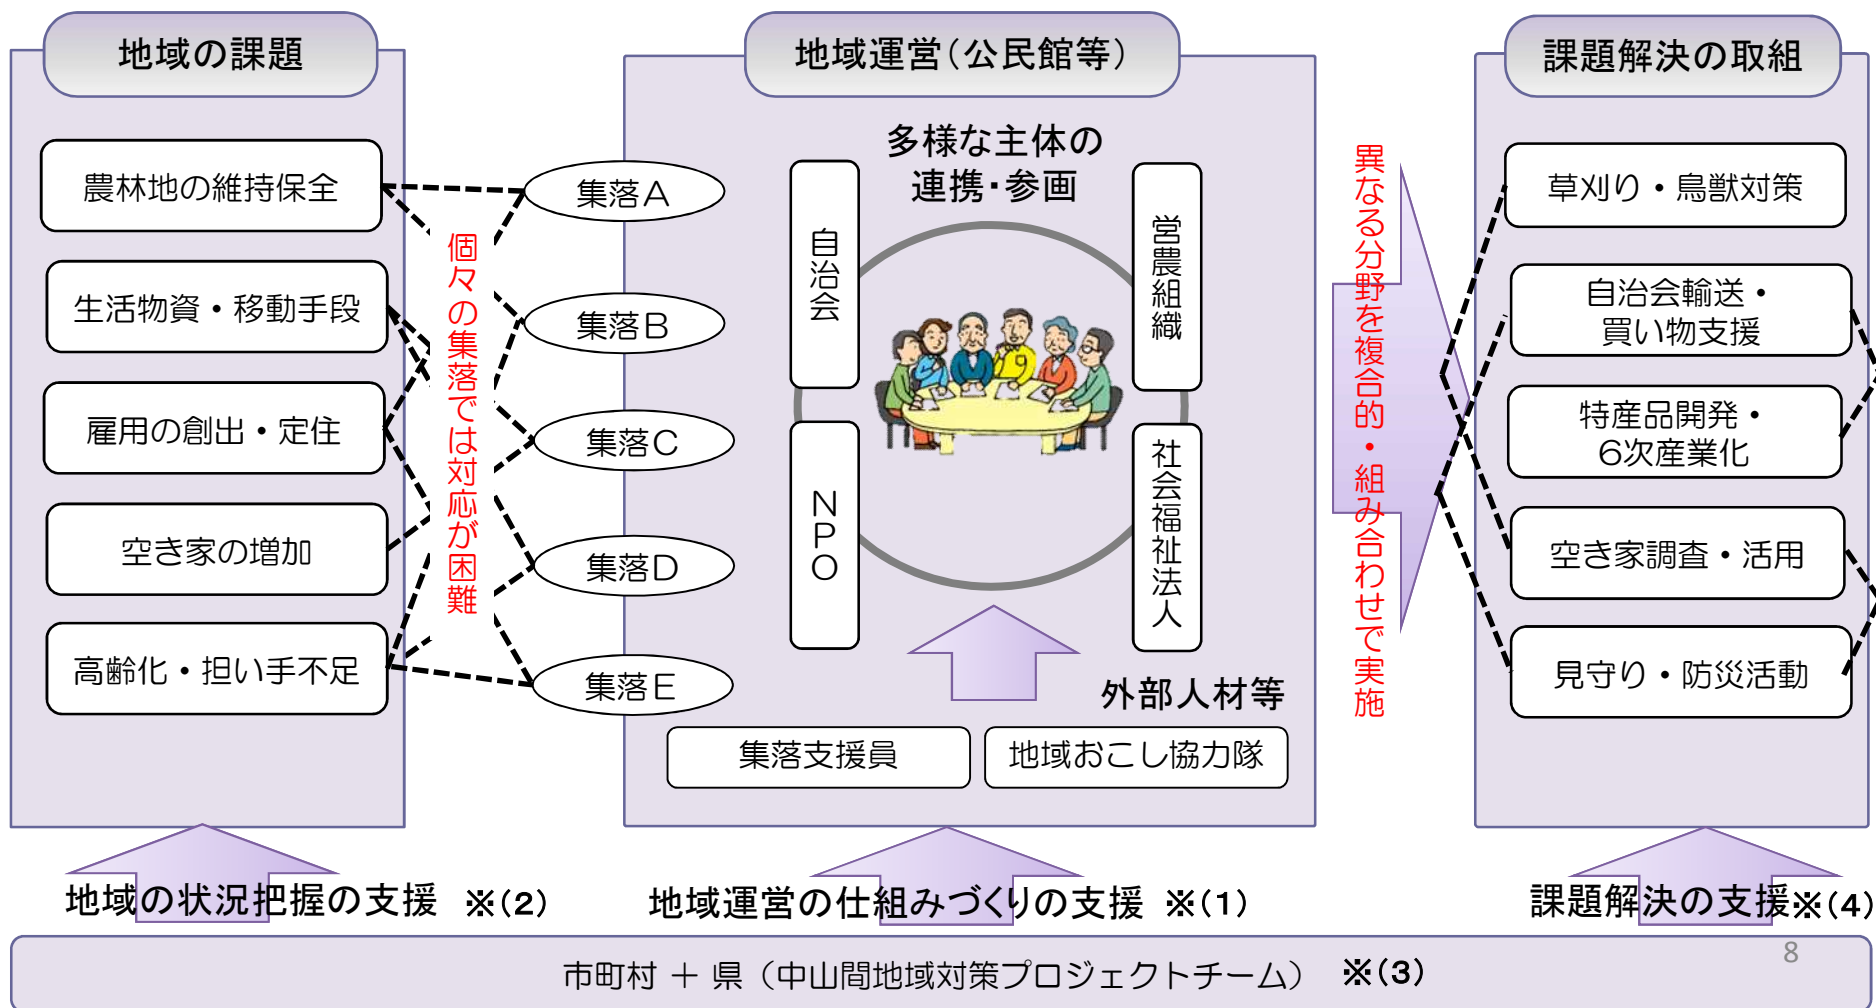 地域の課題
農林地の維持保全
生活物資・移動手段
雇用の創出・定住
空き家の増加
高齢化・担い手不足
個々の集落では対応が困難
集落A
集落B
集落C
集落D
集落E
地域運営(公民館等)
多様な主体の
連携・参画
自治会
営農組織
NPO
社会福祉法人
外部人材等
集落支援員
地域おこし協力隊
異なる分野を複合的・組み合わせで実施
課題解決の取組
草刈り・鳥獣対策
自治会輸送・
買い物支援
特産品開発・
6次産業化
空き家調査・活用
見守り・防災活動
地域の状況把握の支援 ※(2)
地域運営の仕組みづくりの支援 ※(1)
課題解決の支援※(4)
市町村 + 県(中山間地域対策プロジェクトチーム) ※(3)
8